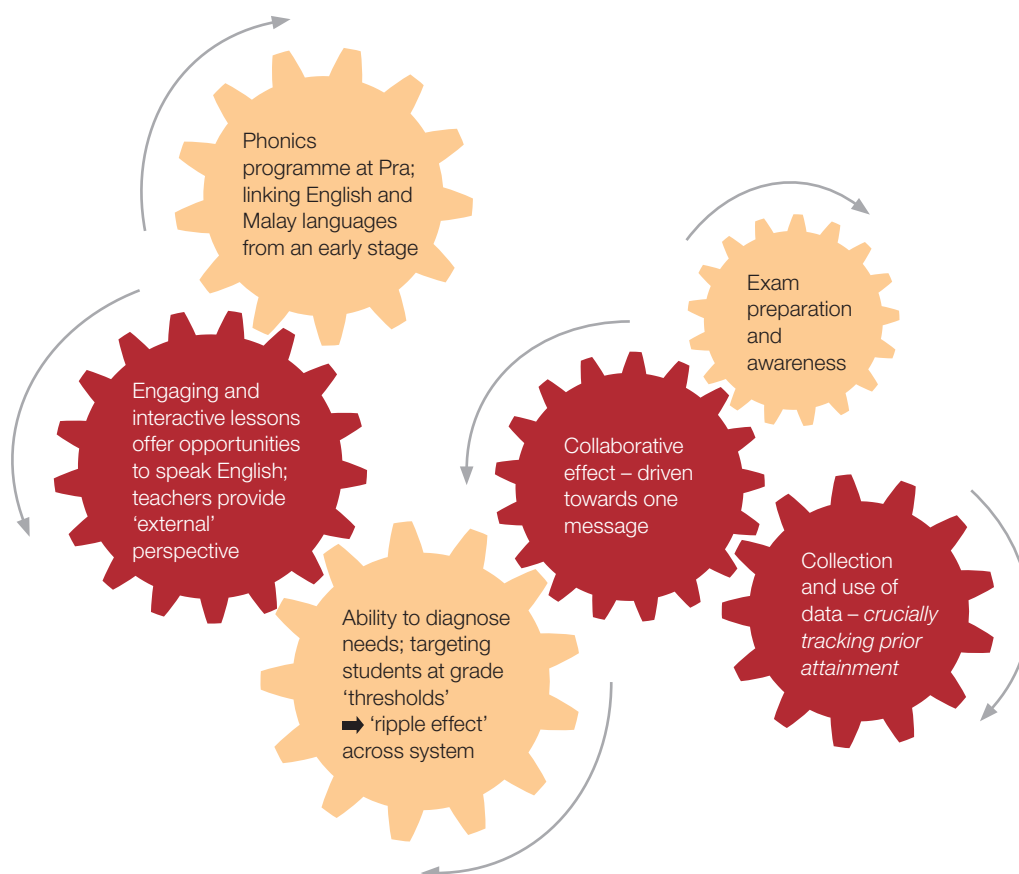 Phonics
programme at Pra;
linking English and
Malay languages
from an early stage
Engaging and
interactive lessons
offer opportunities
to speak English;
teachers provide
‘external’
perspective
Ability to diagnose
needs; targeting
students at grade
‘thresholds’
➡ ‘ripple effect’
across system
Exam
preparation
and
awareness
Collaborative
effect – driven
towards one
message
Collection
and use of
data – crucially
tracking prior
attainment